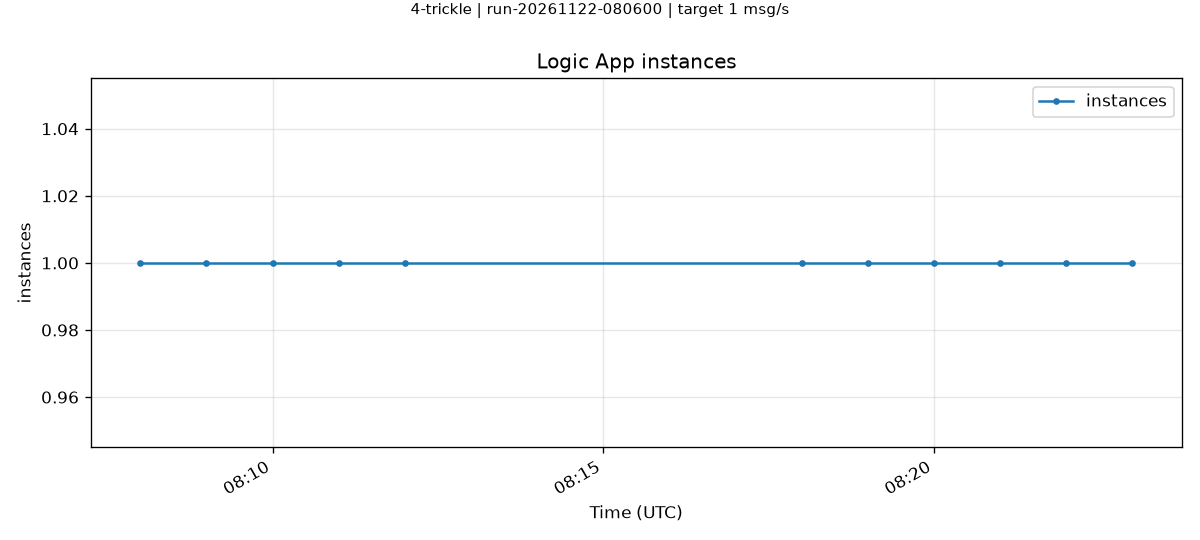 4-trickle | run-20261122-080600 | target 1 msg/s
Logic App instances
instances
1.04
1.02
1.00
0.98
0.96
instances
08:10
08:15
08:20
Time (UTC)